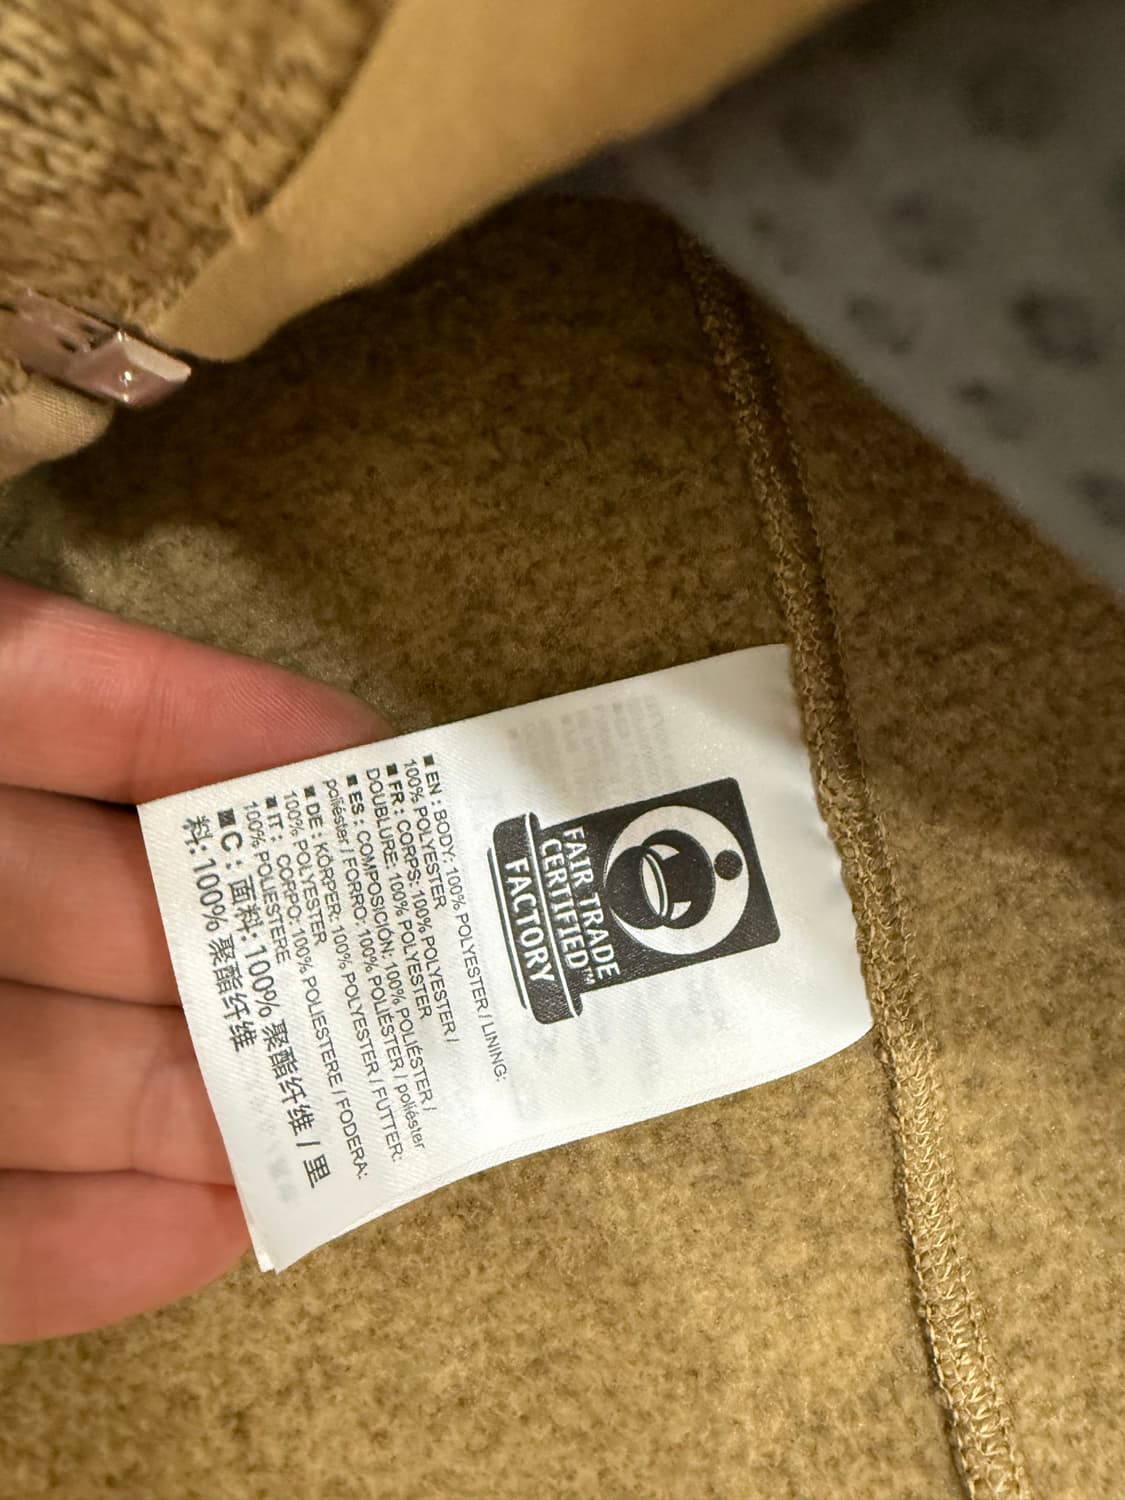 FAIR TRADE
CERTIFIED™
FACTORY
■ EN : BODY: 100% POLYESTER / LINING:
100% POLYESTER
■ FR : CORPS: 100% POLYESTER /
DOUBLURE: 100% POLYESTER
■ ES : COMPOSICIÓN: 100% POLIÉSTER /
poliéster / FORRO: 100% POLIÉSTER / poliéster
■ DE : KÖRPER: 100% POLYESTER / FUTTER:
100% POLYESTER
■ IT : CORPO: 100% POLIESTERE / FODERA:
100% POLIESTERE
■ C : 面料: 100% 聚酯纤维 / 里
料: 100% 聚酯纤维